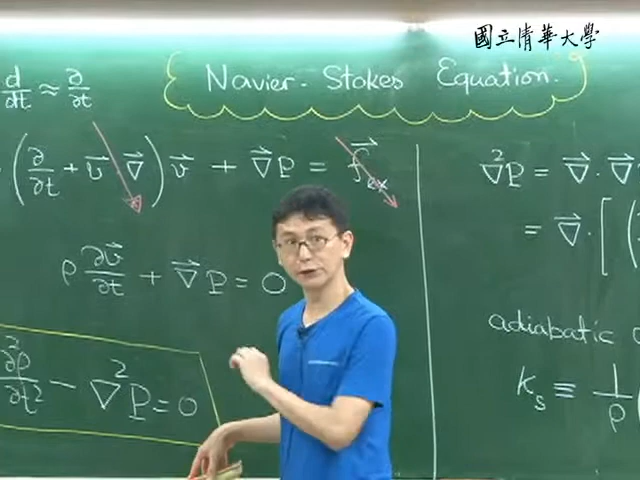 國立清華大學
Navier-Stokes Equation.
d/dt ≈ ∂/∂t
(∂/∂t + v⃗ ∇⃗) v⃗ + ∇⃗P = f⃗ex
ρ ∂v⃗/∂t + ∇⃗P = 0
∂²ρ/∂t² − ∇²P = 0
∇²P = ∇⃗ · ∇⃗
= ∇⃗ · [(
adiabatic
κs ≡ 1/ρ